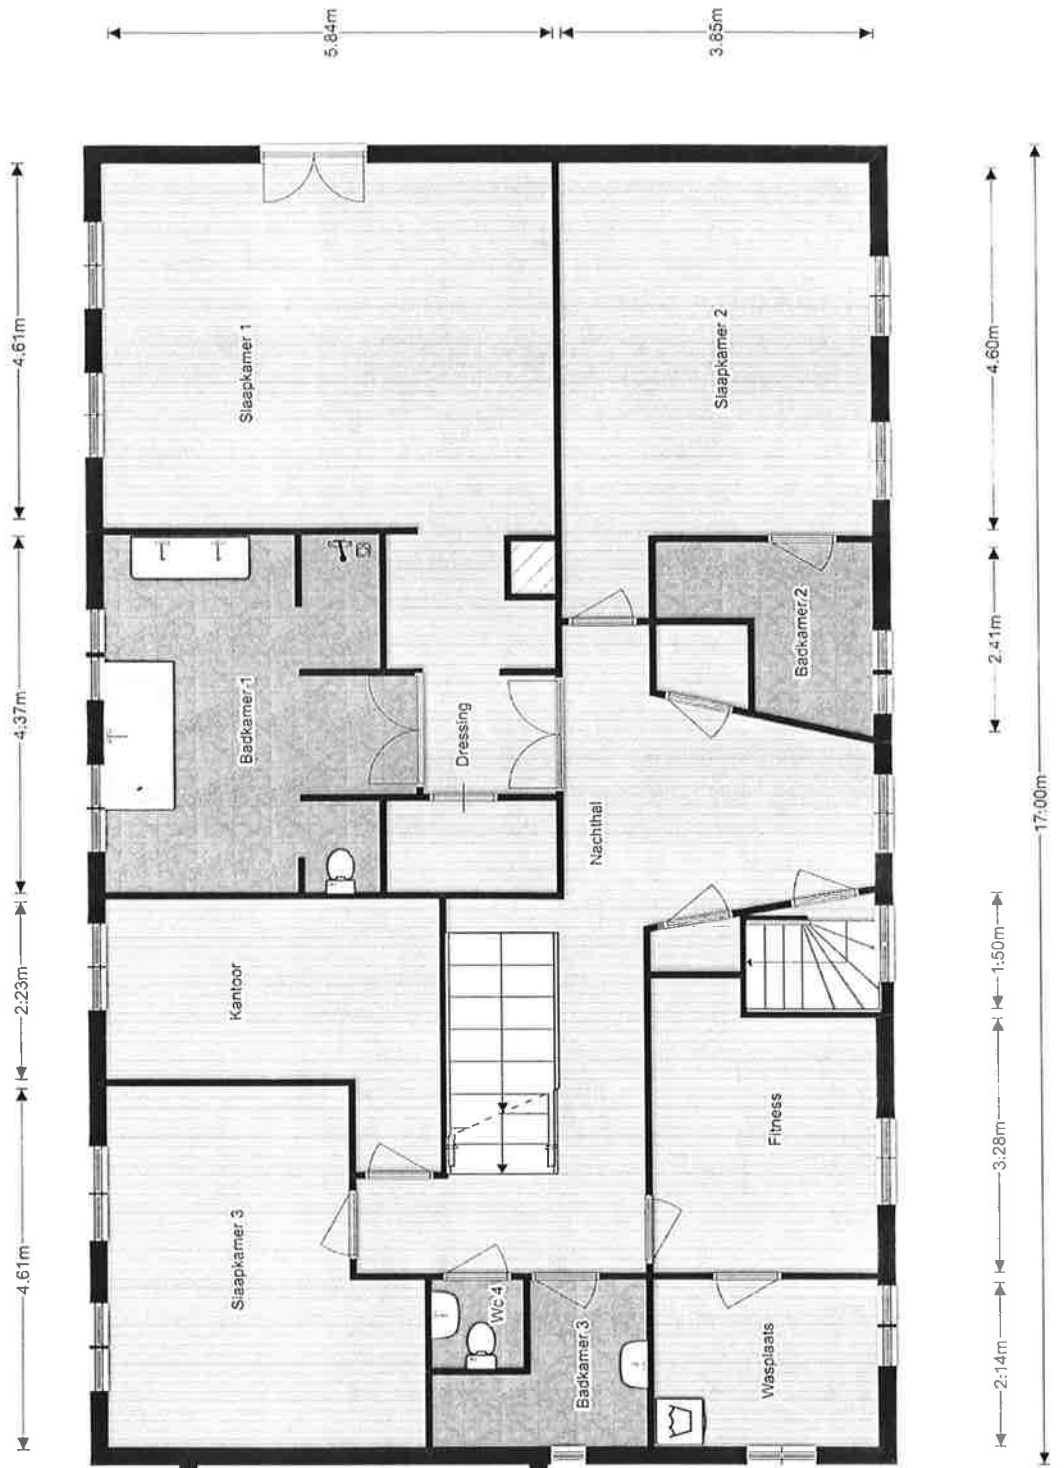 5.84m
3.85m
4.61m
4.37m
2.23m
4.61m
Slaapkamer 1
Slaapkamer 2
Badkamer 1
Badkamer 2
Dressing
Nachthal
Kantoor
Fitness
Slaapkamer 3
Wc 4
Badkamer 3
Wasplaats
4.60m
2.41m
1.50m
3.28m
2.14m
17.00m